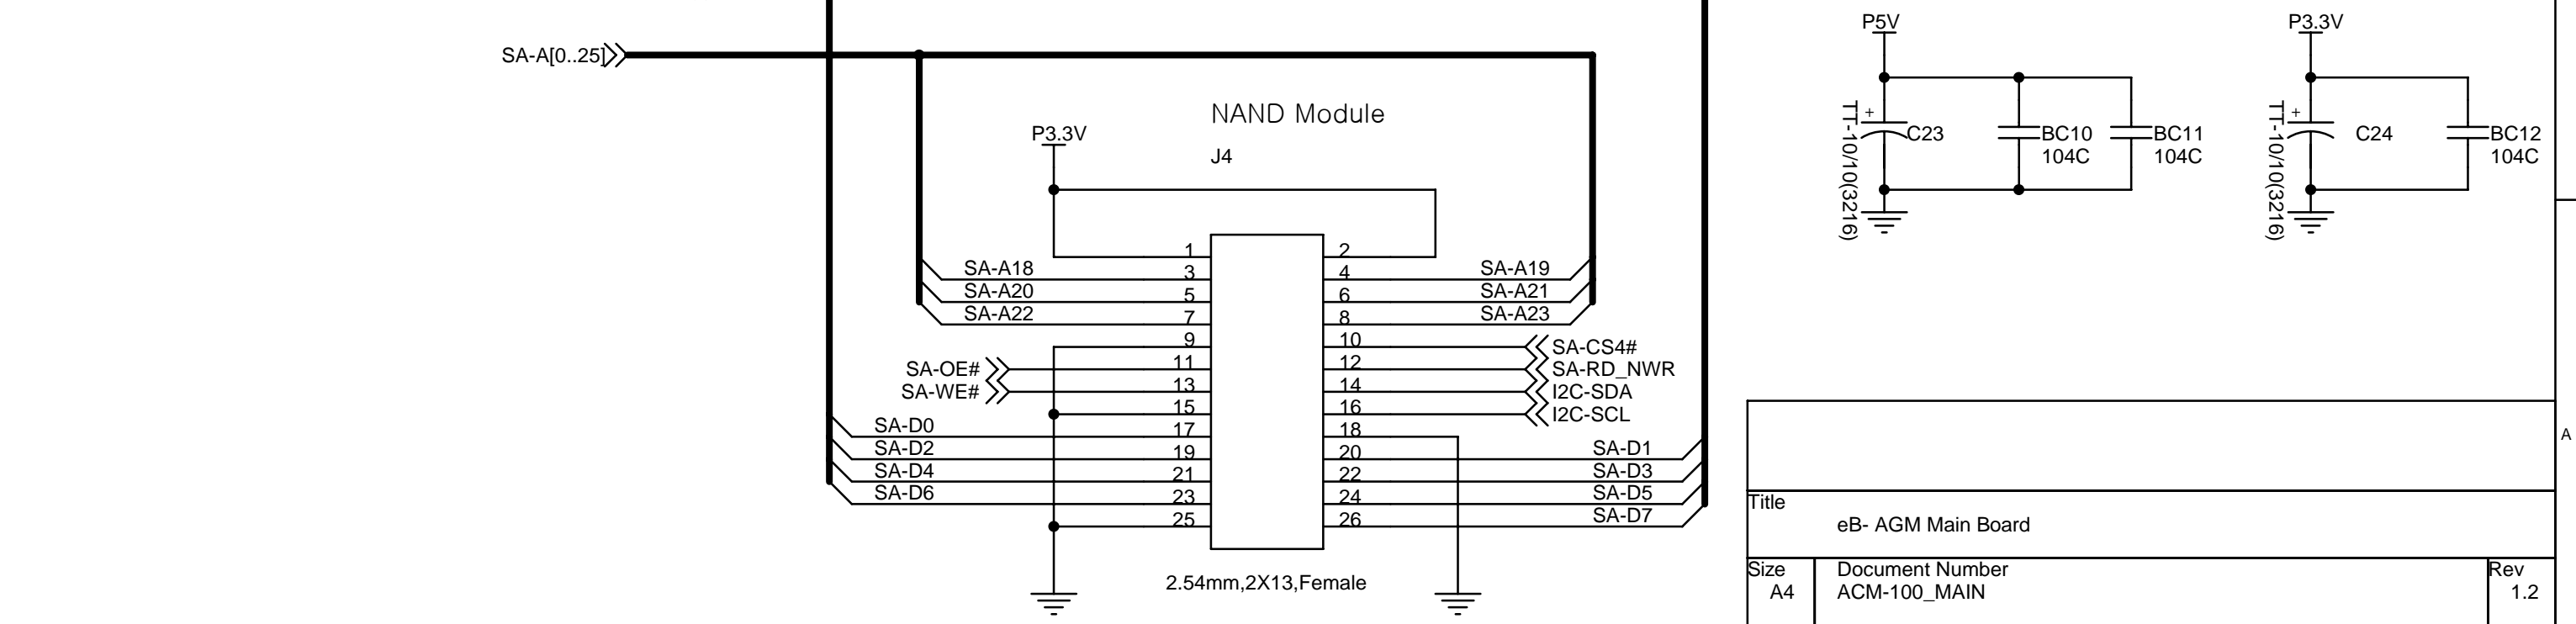 SA-A[0..25]
NAND Module
P3.3V
J4
1 2
SA-A18 3 4 SA-A19
SA-A20 5 6 SA-A21
SA-A22 7 8 SA-A23
9 10 SA-CS4#
SA-OE# 11 12 SA-RD_NWR
SA-WE# 13 14 I2C-SDA
15 16 I2C-SCL
SA-D0 17 18
SA-D2 19 20 SA-D1
SA-D4 21 22 SA-D3
SA-D6 23 24 SA-D5
25 26 SA-D7
2.54mm,2X13,Female
P5V
+
C23
TT-10/10(3216)
BC10
104C
BC11
104C
P3.3V
+
C24
TT-10/10(3216)
BC12
104C
A
Title
eB- AGM Main Board
Size
A4
Document Number
ACM-100_MAIN
Rev
1.2